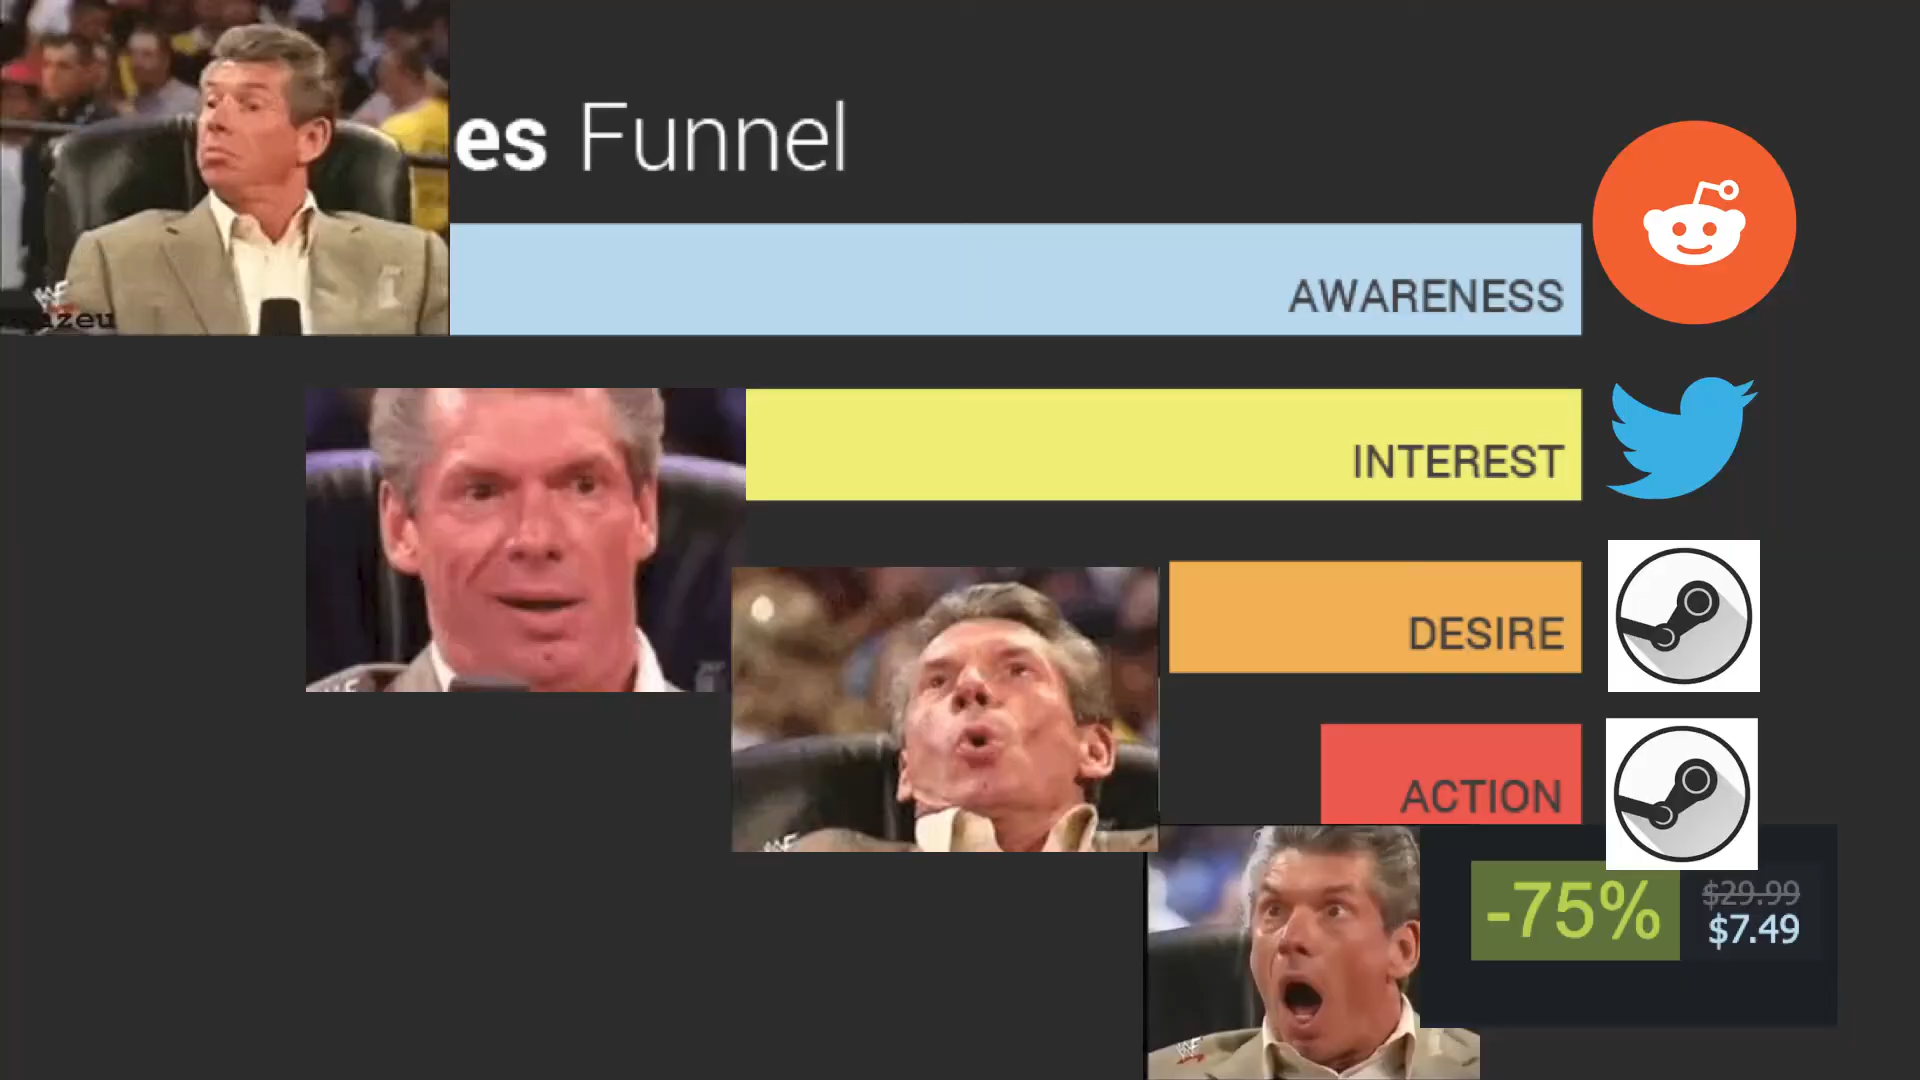 es Funnel
AWARENESS
INTEREST
DESIRE
ACTION
-75%
$29.99
$7.49